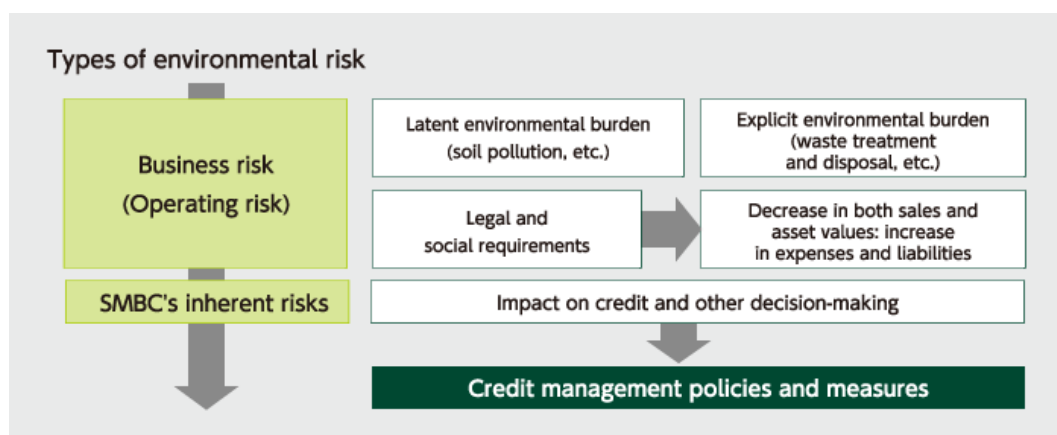 Types of environmental risk
Business risk
(Operating risk)
Latent environmental burden
(soil pollution, etc.)
Explicit environmental burden
(waste treatment
and disposal, etc.)
Legal and
social requirements
Decrease in both sales and
asset values: increase
in expenses and liabilities
SMBC's inherent risks
Impact on credit and other decision-making
Credit management policies and measures